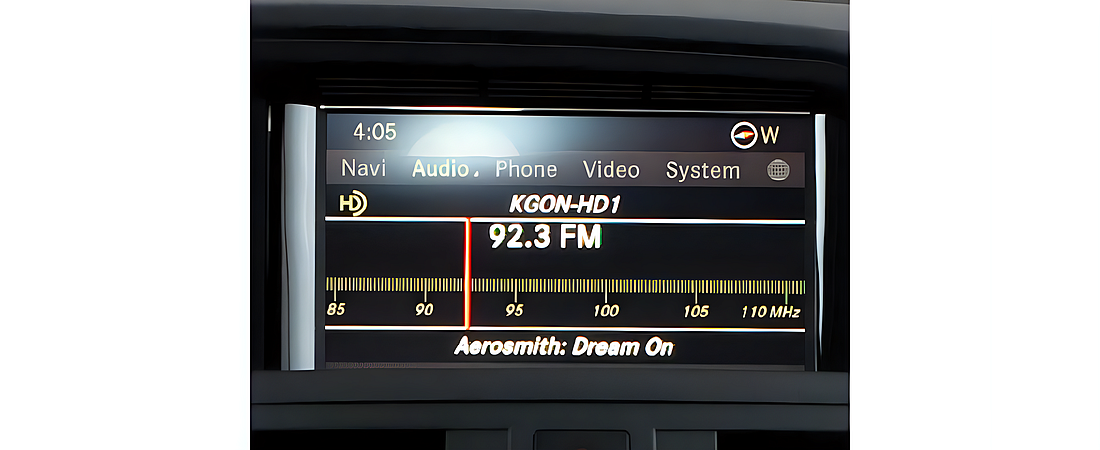 4:05 W
Navi Audio Phone Video System
HD KGON-HD1
92.3 FM
85 90 95 100 105 110 MHz
Aerosmith: Dream On